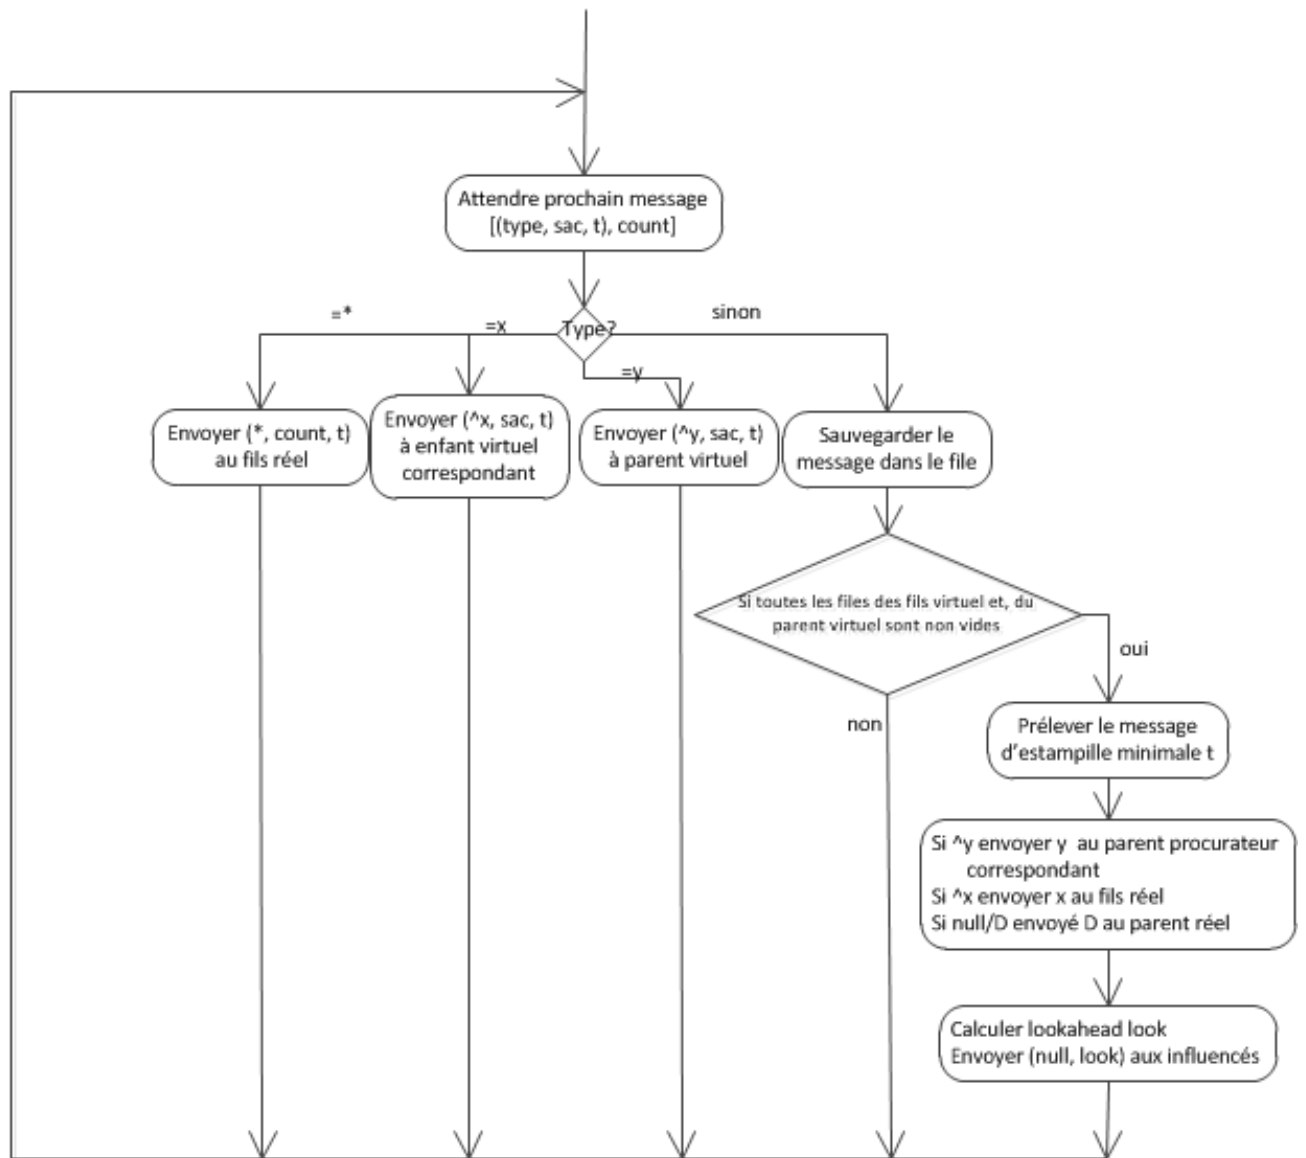 Attendre prochain message
[(type, sac, t), count]
=*
=x
Type?
sinon
=y
Envoyer (*, count, t)
au fils réel
Envoyer (^x, sac, t)
à enfant virtuel
correspondant
Envoyer (^y, sac, t)
à parent virtuel
Sauvegarder le
message dans le file
Si toutes les files des fils virtuel et, du
parent virtuel sont non vides
oui
non
Prélever le message
d'estampille minimale t
Si ^y envoyer y au parent procurateur
correspondant
Si ^x envoyer x au fils réel
Si null/D envoyé D au parent réel
Calculer lookahead look
Envoyer (null, look) aux influencés